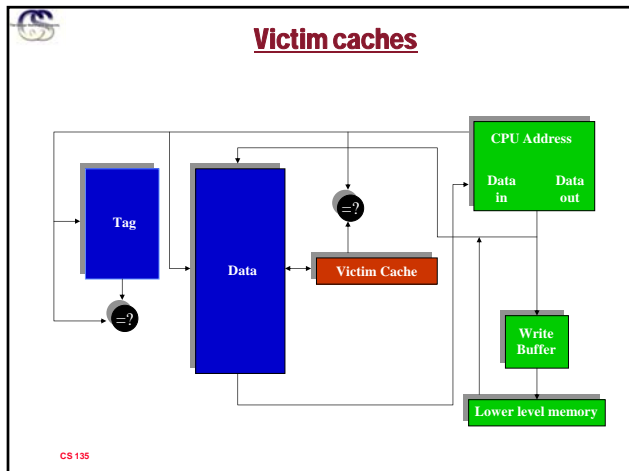 Victim caches
CPU Address
Data
in
Data
out
Tag
=?
Data
Victim Cache
=?
Write
Buffer
Lower level memory
CS 135